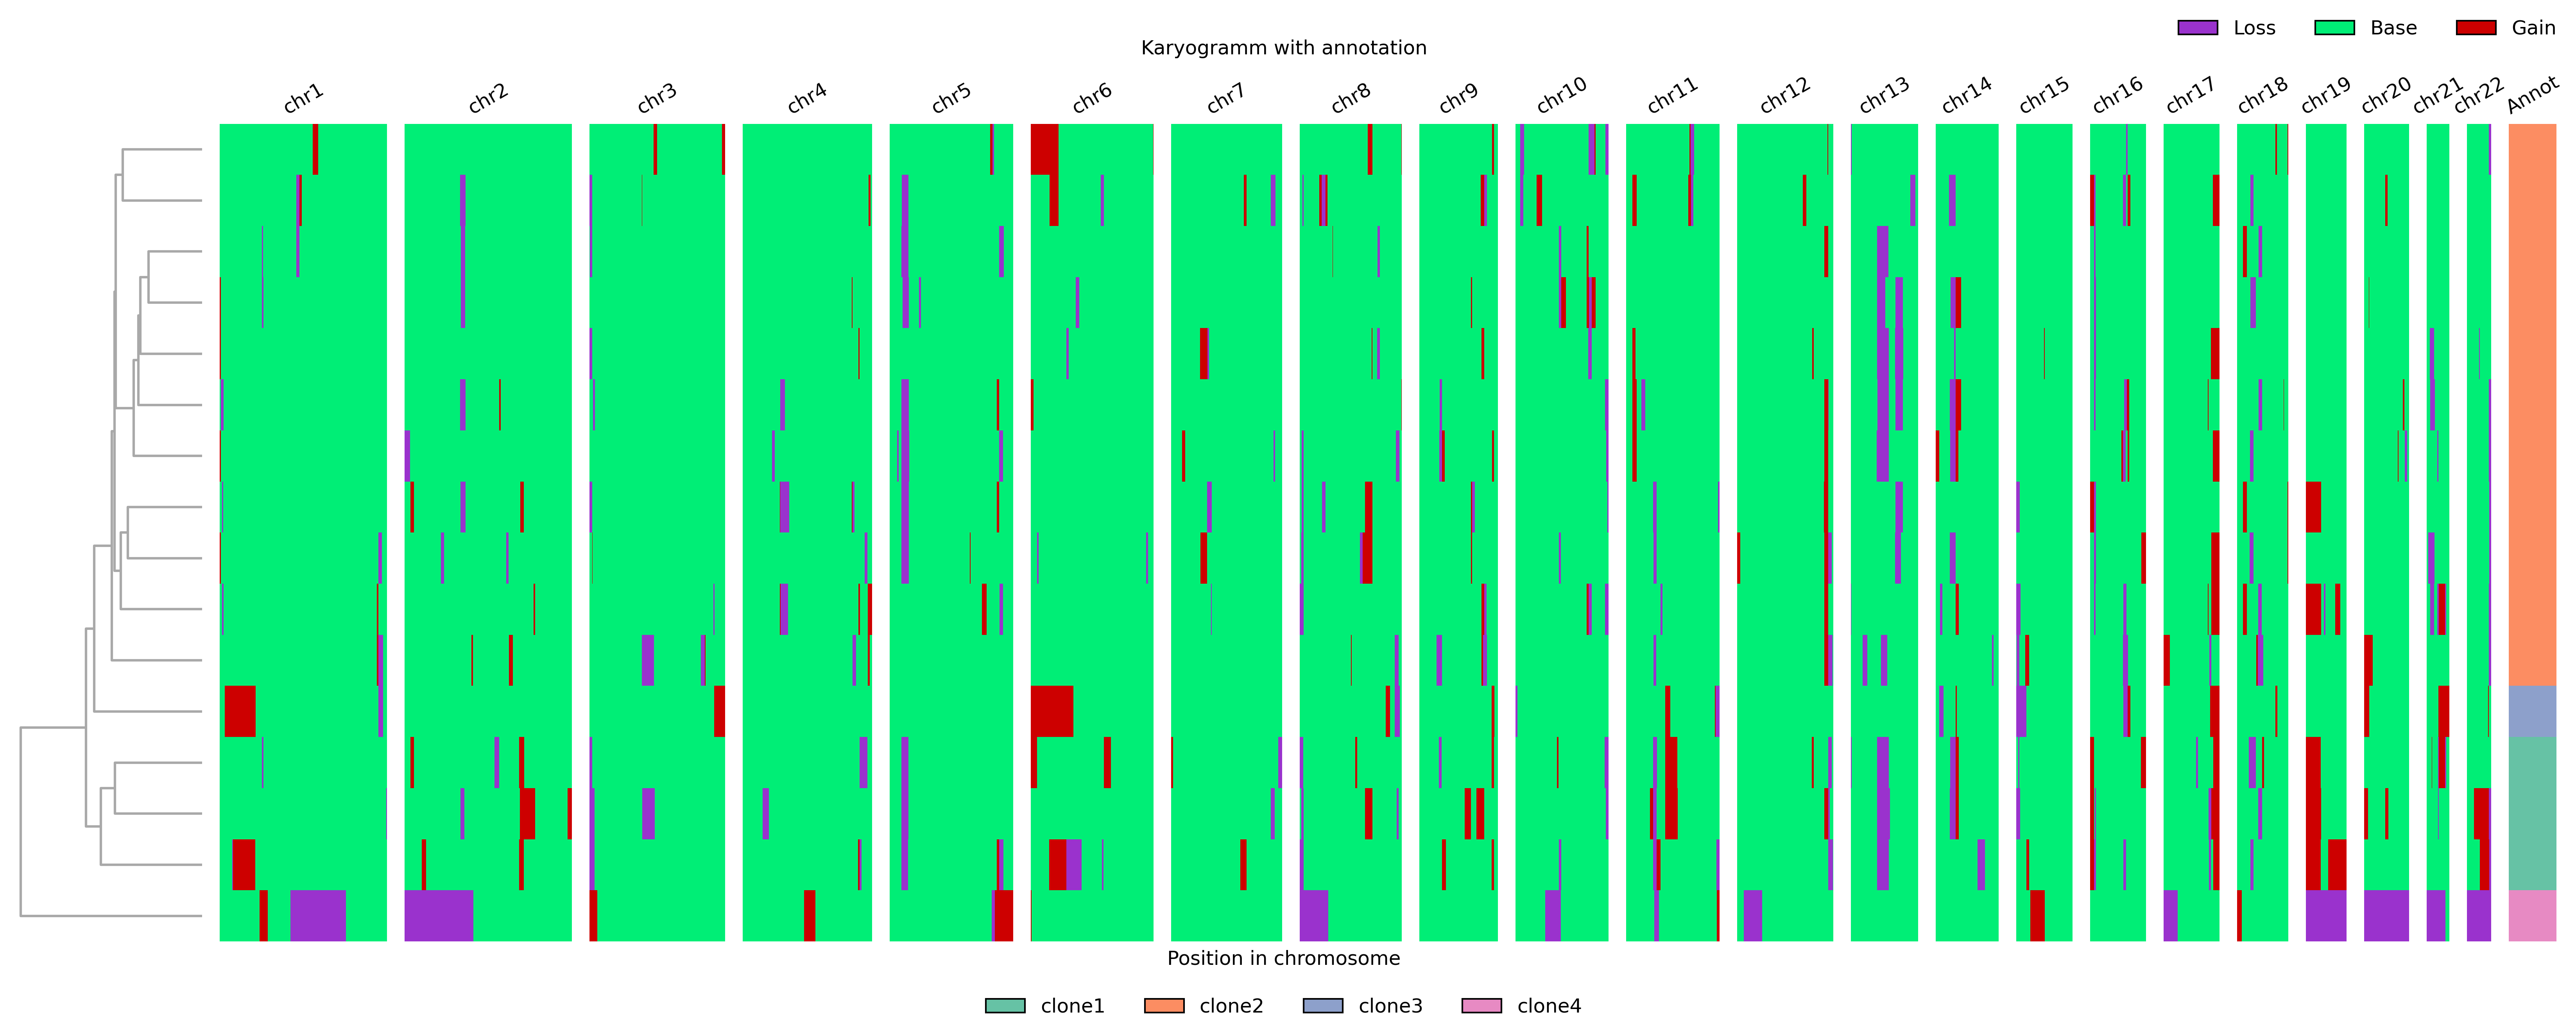 Loss Base Gain
Karyogramm with annotation
chr1 chr2 chr3 chr4 chr5 chr6 chr7 chr8 chr9 chr10 chr11 chr12 chr13 chr14 chr15 chr16 chr17 chr18 chr19 chr20 chr21 chr22 Annot
Position in chromosome
clone1 clone2 clone3 clone4